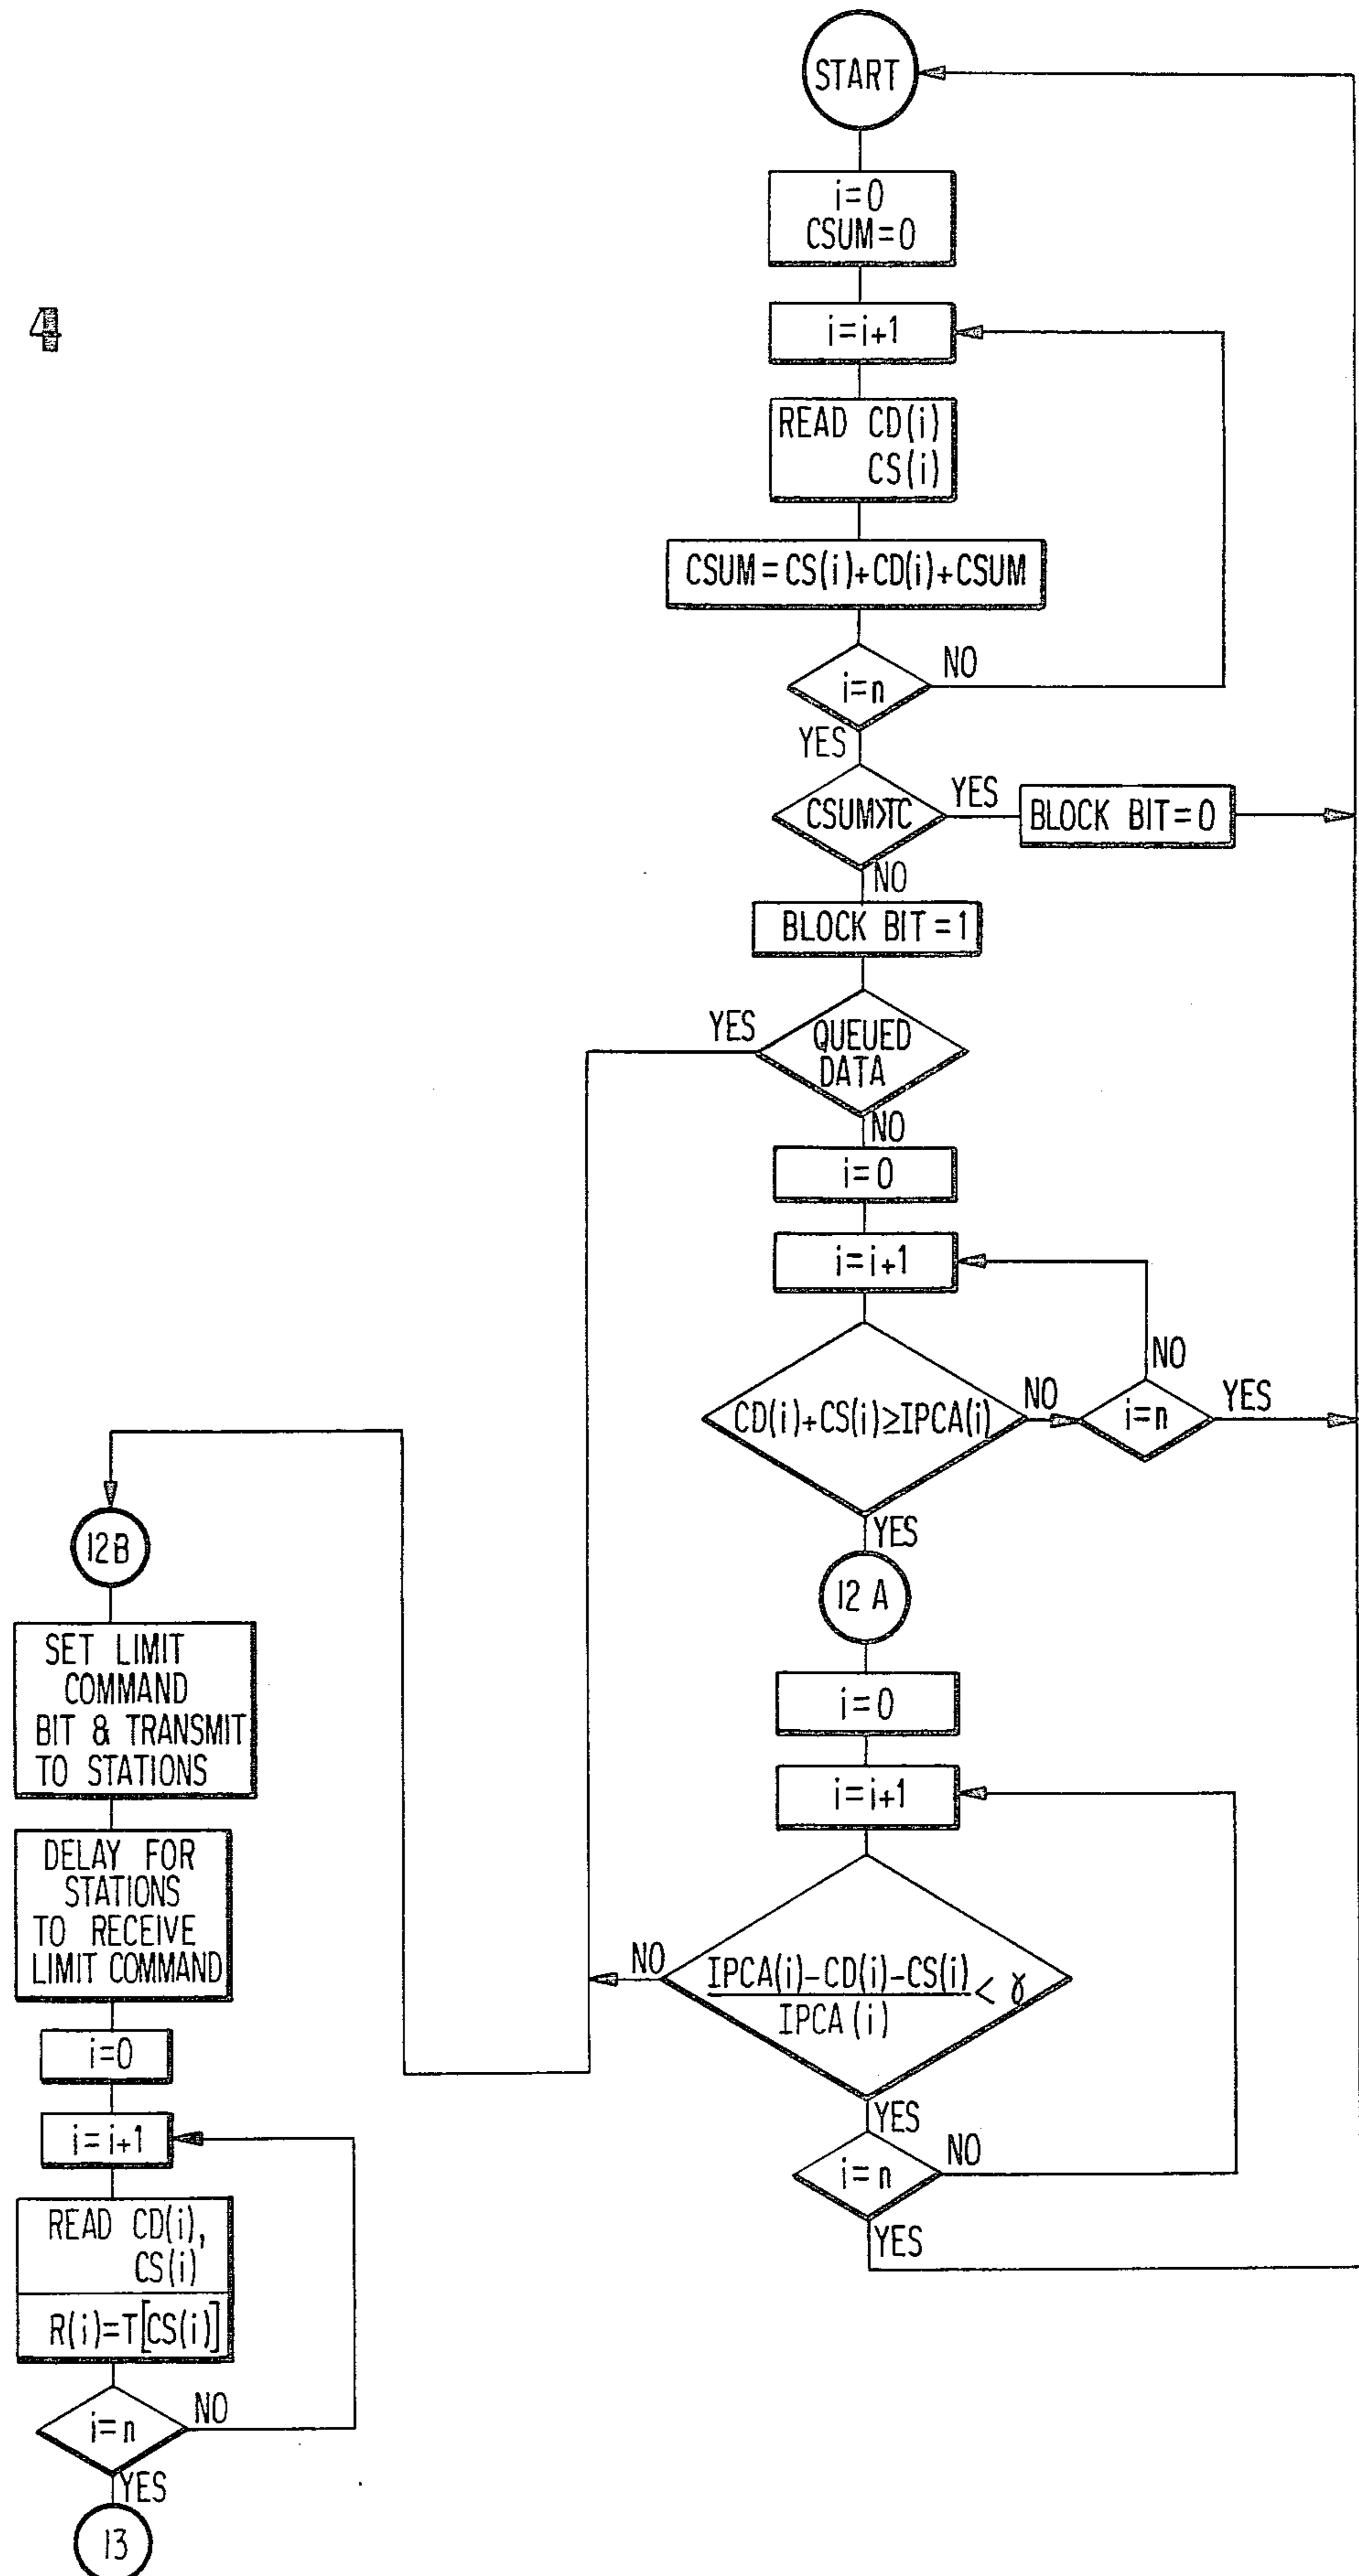 START
i=0
CSUM=0
4
i=i+1
READ CD(i)
CS(i)
CSUM=CS(i)+CD(i)+CSUM
i=n
NO
YES
CSUM>TC
YES
BLOCK BIT=0
NO
BLOCK BIT=1
YES
QUEUED
DATA
NO
i=0
i=i+1
CD(i)+CS(i)≥IPCA(i)
NO
i=n
NO
YES
YES
12A
i=0
i=i+1
IPCA(i)-CD(i)-CS(i)
IPCA(i)
< γ
NO
YES
i=n
NO
YES
12B
SET LIMIT
COMMAND
BIT & TRANSMIT
TO STATIONS
DELAY FOR
STATIONS
TO RECEIVE
LIMIT COMMAND
i=0
i=i+1
READ CD(i),
CS(i)
R(i)=T[CS(i)]
i=n
NO
YES
13